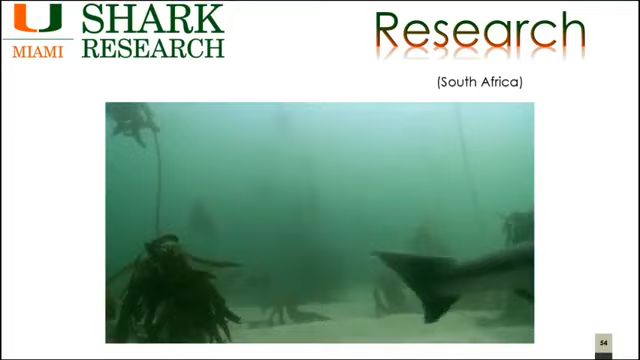 U
MIAMI
SHARK
RESEARCH
Research
(South Africa)
54